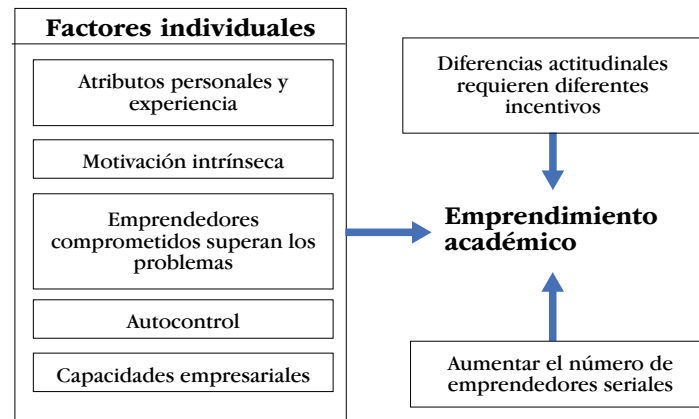 Factores individuales
Atributos personales y
experiencia
Motivación intrínseca
Emprendedores
comprometidos superan los
problemas
Autocontrol
Capacidades empresariales
Diferencias actitudinales
requieren diferentes
incentivos
Emprendimiento
académico
Aumentar el número de
emprendedores seriales